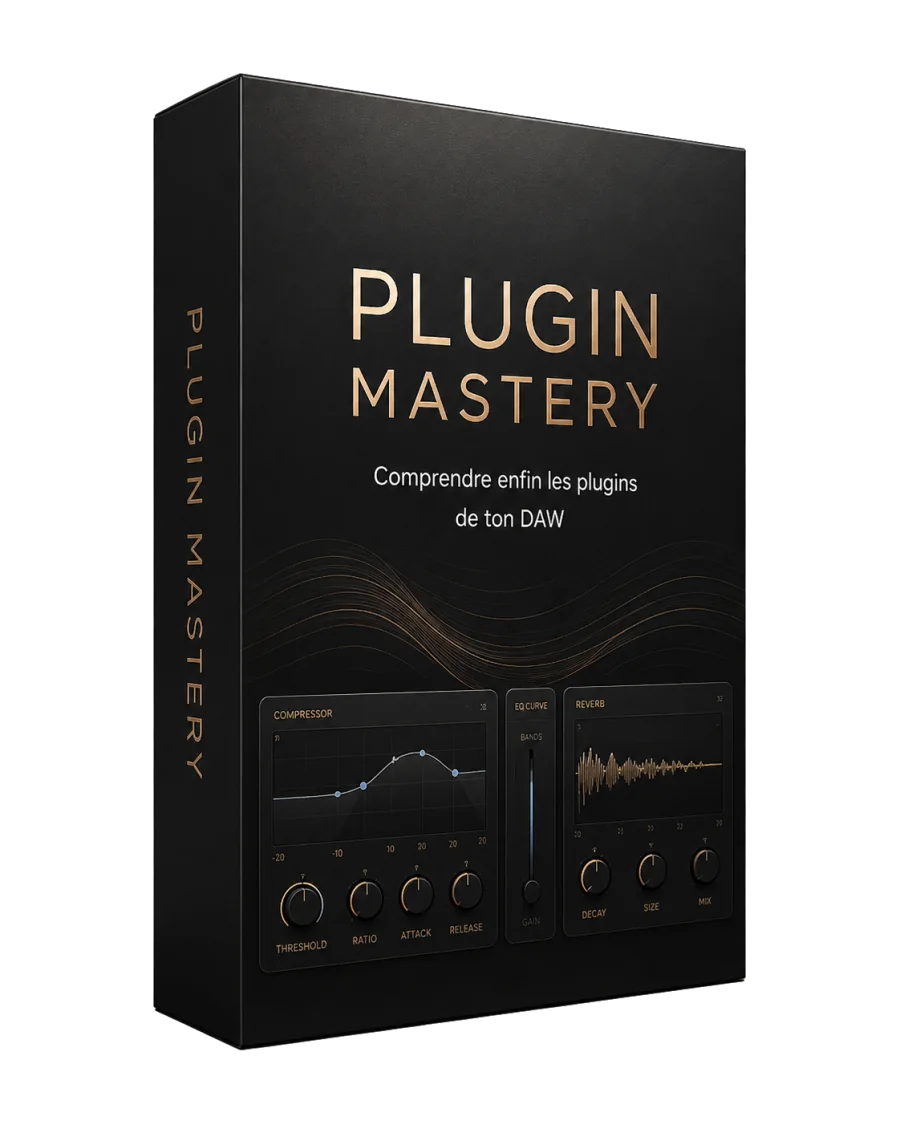 PLUGIN MASTERY
PLUGIN
MASTERY
Comprendre enfin les plugins
de ton DAW
COMPRESSOR
-20 -10 10 20 20 20
THRESHOLD RATIO ATTACK RELEASE
EQ CURVE
BANDS
GAIN
REVERB
DECAY SIZE MIX